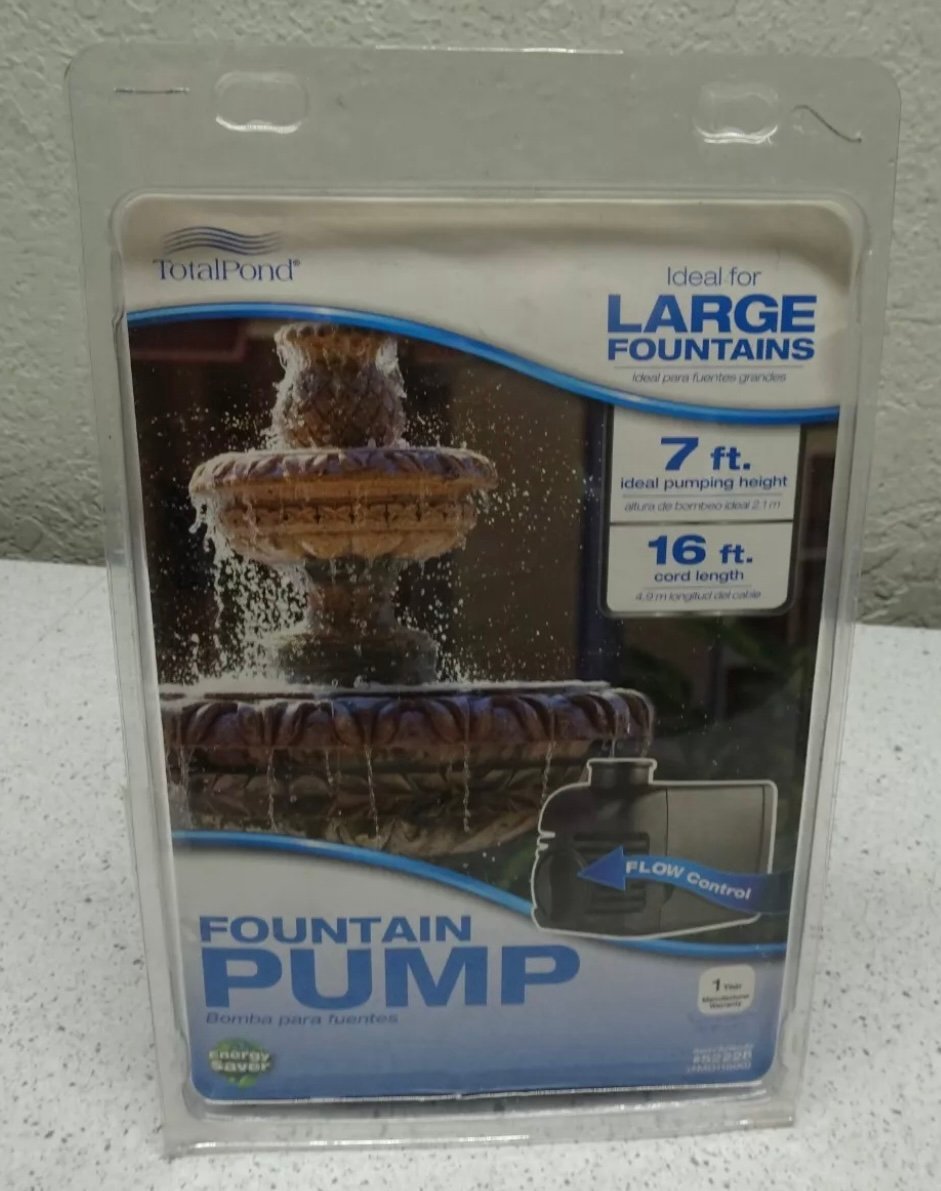 TotalPond®
Ideal for
LARGE
FOUNTAINS
ideal para fuentes grandes
7 ft.
ideal pumping height
altura de bombeo ideal 2.1 m
16 ft.
cord length
4.9 m longitud del cable
FLOW Control
FOUNTAIN
PUMP
Bomba para fuentes
1 Year
Manufacturer
Warranty
Energy
Saver